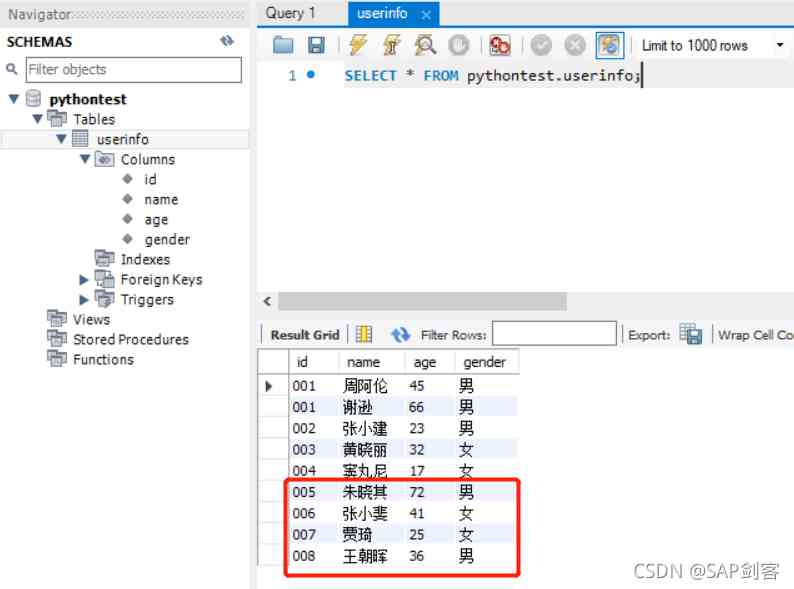 Navigator
SCHEMAS
Filter objects
pythontest
Tables
userinfo
Columns
id
name
age
gender
Indexes
Foreign Keys
Triggers
Views
Stored Procedures
Functions
Query 1 userinfo ×
Limit to 1000 rows
1 SELECT * FROM pythontest.userinfo;
Result Grid Filter Rows: Export: Wrap Cell Co
id name age gender
001 周阿伦 45 男
001 谢逊 66 男
002 张小建 23 男
003 黄晓丽 32 女
004 窦丸尼 17 女
005 朱晓其 72 男
006 张小斐 41 女
007 贾琦 25 女
008 王朝晖 36 男
CSDN @SAP剑客